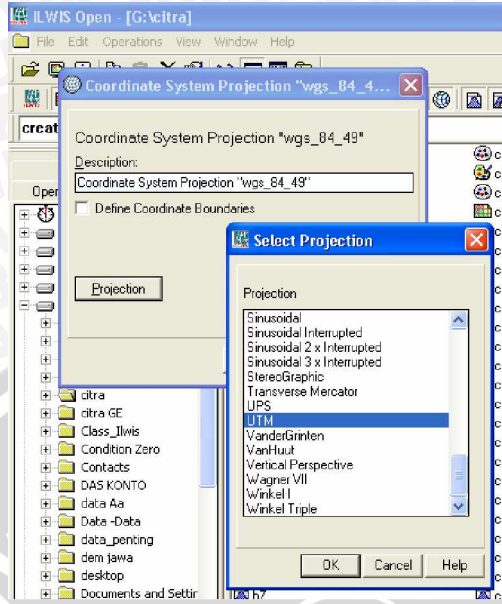 ILWIS Open - [G:\citra]
File Edit Operations View Window Help
Coordinate System Projection "wgs_84_4...
creat
Coordinate System Projection "wgs_84_49"
Description:
Coordinate System Projection "wgs_84_49"
Define Coordinate Boundaries
Oper
Projection
Select Projection
Projection
Sinusoidal
Sinusoidal Interrupted
Sinusoidal 2 x Interrupted
Sinusoidal 3 x Interrupted
StereoGraphic
Transverse Mercator
UPS
UTM
VanderGrinten
VanHuut
Vertical Perspective
Wagner VII
Winkel I
Winkel Triple
OK Cancel Help
citra
citra GE
Class_Ilwis
Condition Zero
Contacts
DAS KONTO
data Aa
Data -Data
data_penting
dem jawa
desktop
Documents and Settin
b7